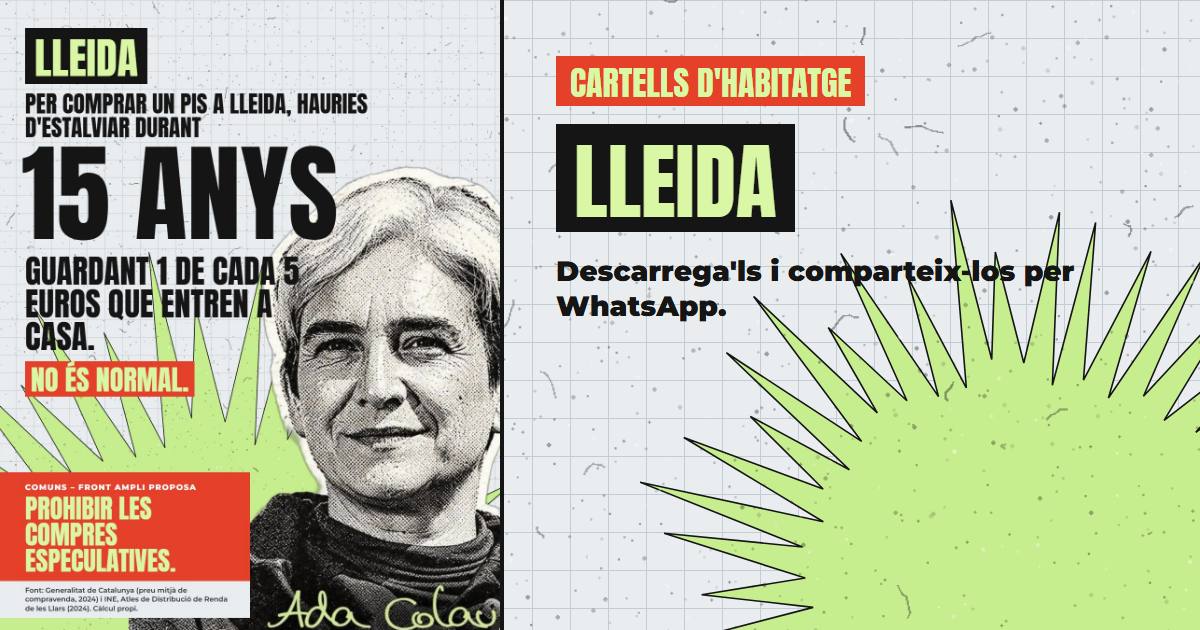 LLEIDA
PER COMPRAR UN PIS A LLEIDA, HAURIES
D'ESTALVIAR DURANT
15 ANYS
GUARDANT 1 DE CADA 5
EUROS QUE ENTREN A
CASA.
NO ÉS NORMAL.
COMUNS – FRONT AMPLI PROPOSA
PROHIBIR LES
COMPRES
ESPECULATIVES.
Font: Generalitat de Catalunya (preu mitjà de
compravenda, 2024) i INE, Atles de Distribució de Renda
de les Llars (2024). Càlcul propi.
Ada Colau
CARTELLS D'HABITATGE
LLEIDA
Descarrega'ls i comparteix-los per
WhatsApp.